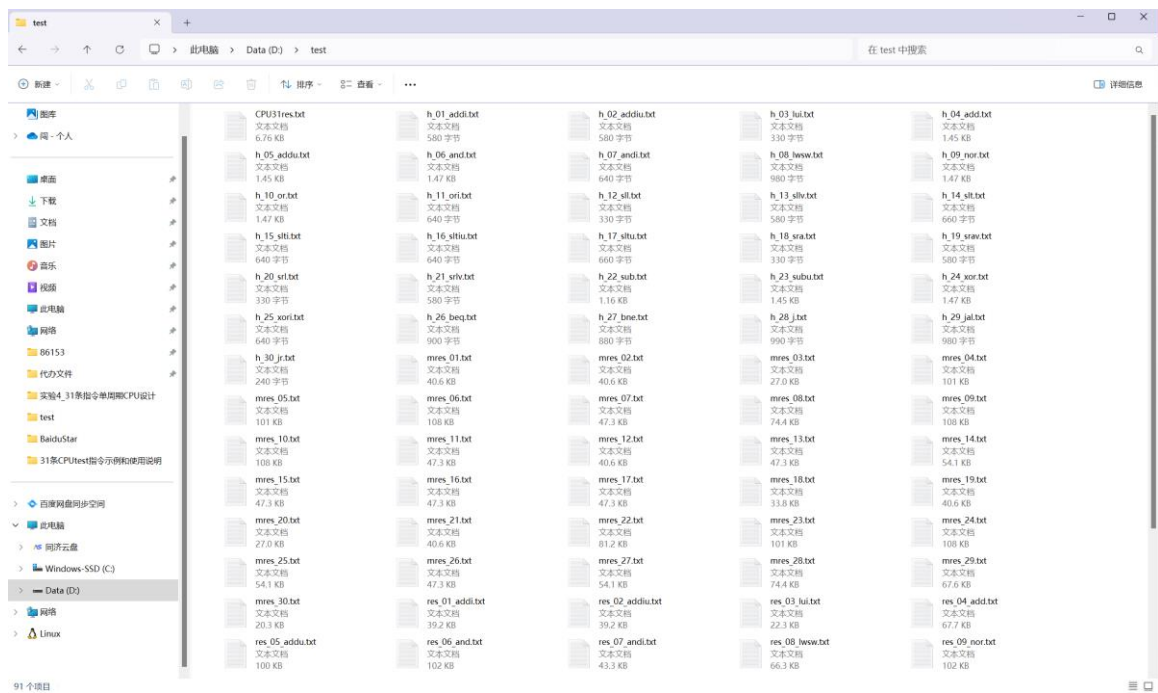 test
此电脑 > Data (D:) > test
在 test 中搜索
新建
排序
查看
详细信息
图库
桌面
下载
文档
图片
音乐
视频
此电脑
网络
86153
代办文件
实验4_31条指令单周期CPU设计
test
BaiduStar
31条CPUtest指令示例和使用说明
百度网盘同步空间
此电脑
同济云盘
Windows-SSD (C:)
Data (D:)
网络
Linux
CPU31res.txt h_01_addi.txt h_02_addiu.txt h_03_lui.txt h_04_add.txt
文本文档 文本文档 文本文档 文本文档 文本文档
6.76 KB 580 字节 580 字节 330 字节 1.45 KB
h_05_addu.txt h_06_and.txt h_07_andi.txt h_08_lwsw.txt h_09_nor.txt
文本文档 文本文档 文本文档 文本文档 文本文档
1.45 KB 1.47 KB 640 字节 980 字节 1.47 KB
h_10_or.txt h_11_ori.txt h_12_sll.txt h_13_sllv.txt h_14_slt.txt
文本文档 文本文档 文本文档 文本文档 文本文档
1.47 KB 640 字节 330 字节 580 字节 660 字节
h_15_slti.txt h_16_sltiu.txt h_17_sltu.txt h_18_sra.txt h_19_srav.txt
文本文档 文本文档 文本文档 文本文档 文本文档
640 字节 640 字节 660 字节 330 字节 580 字节
h_20_srl.txt h_21_srlv.txt h_22_sub.txt h_23_subu.txt h_24_xor.txt
文本文档 文本文档 文本文档 文本文档 文本文档
330 字节 580 字节 1.16 KB 1.45 KB 1.47 KB
h_25_xori.txt h_26_beq.txt h_27_bne.txt h_28_j.txt h_29_jal.txt
文本文档 文本文档 文本文档 文本文档 文本文档
640 字节 900 字节 880 字节 990 字节 980 字节
h_30_jr.txt mres_01.txt mres_02.txt mres_03.txt mres_04.txt
文本文档 文本文档 文本文档 文本文档 文本文档
240 字节 40.6 KB 40.6 KB 27.0 KB 101 KB
mres_05.txt mres_06.txt mres_07.txt mres_08.txt mres_09.txt
文本文档 文本文档 文本文档 文本文档 文本文档
101 KB 108 KB 47.3 KB 74.4 KB 108 KB
mres_10.txt mres_11.txt mres_12.txt mres_13.txt mres_14.txt
文本文档 文本文档 文本文档 文本文档 文本文档
108 KB 47.3 KB 40.6 KB 47.3 KB 54.1 KB
mres_15.txt mres_16.txt mres_17.txt mres_18.txt mres_19.txt
文本文档 文本文档 文本文档 文本文档 文本文档
47.3 KB 47.3 KB 47.3 KB 33.8 KB 40.6 KB
mres_20.txt mres_21.txt mres_22.txt mres_23.txt mres_24.txt
文本文档 文本文档 文本文档 文本文档 文本文档
27.0 KB 40.6 KB 81.2 KB 101 KB 108 KB
mres_25.txt mres_26.txt mres_27.txt mres_28.txt mres_29.txt
文本文档 文本文档 文本文档 文本文档 文本文档
54.1 KB 47.3 KB 54.1 KB 74.4 KB 67.6 KB
mres_30.txt res_01_addi.txt res_02_addiu.txt res_03_lui.txt res_04_add.txt
文本文档 文本文档 文本文档 文本文档 文本文档
20.3 KB 39.2 KB 39.2 KB 22.3 KB 67.7 KB
res_05_addu.txt res_06_and.txt res_07_andi.txt res_08_lwsw.txt res_09_nor.txt
文本文档 文本文档 文本文档 文本文档 文本文档
100 KB 102 KB 43.3 KB 66.3 KB 102 KB
91 个项目